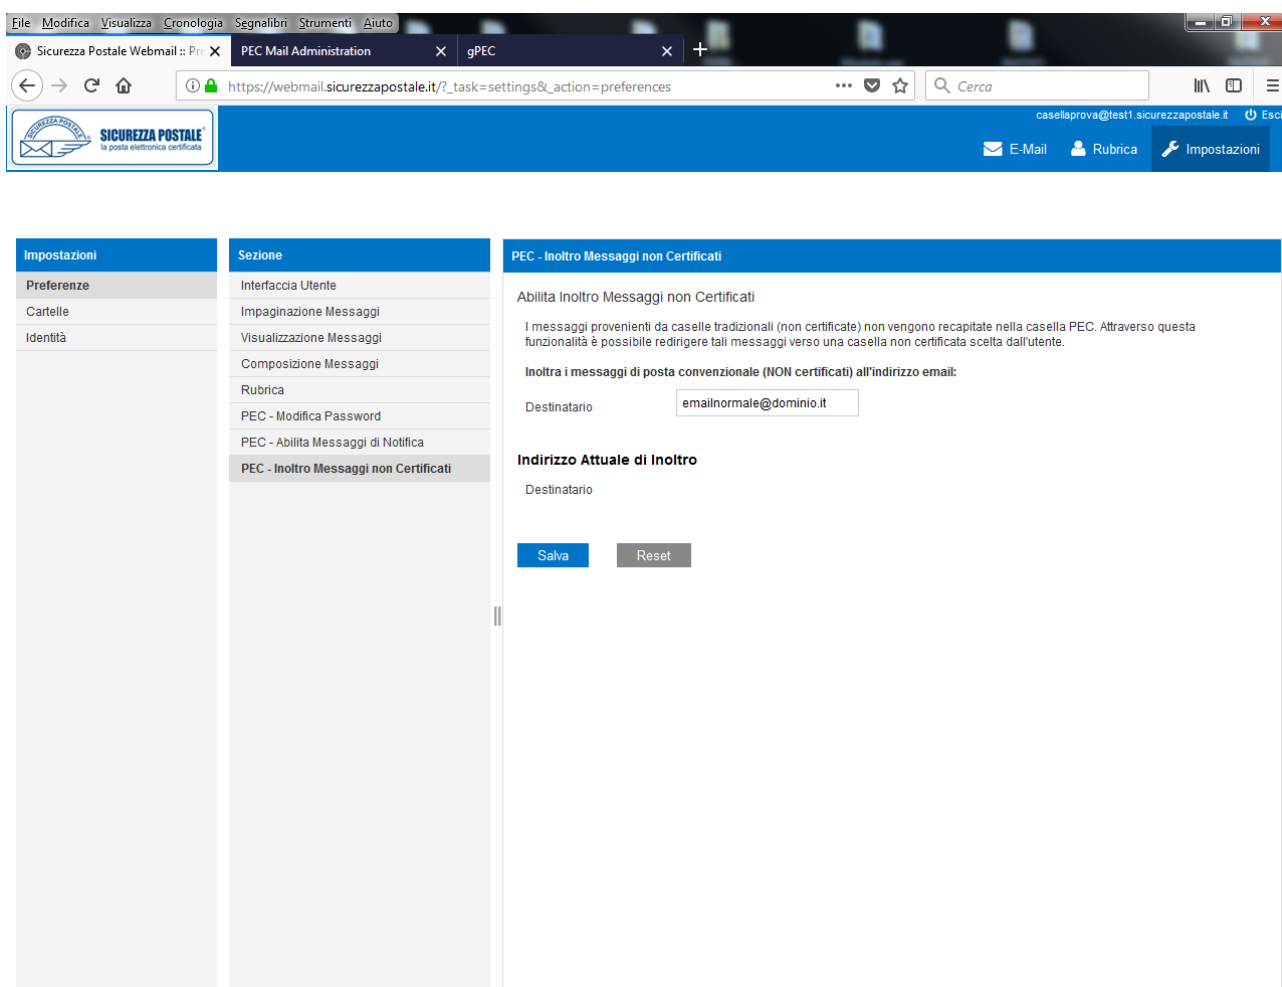 File Modifica Visualizza Cronologia Segnalibri Strumenti Aiuto
Sicurezza Postale Webmail :: Pr
PEC Mail Administration
gPEC
https://webmail.sicurezzapostale.it/?_task=settings&_action=preferences
Cerca
casellaprova@test1.sicurezzapostale.it Esci
SICUREZZA POSTALE
SICUREZZA POSTALE®
la posta elettronica certificata
E-Mail Rubrica Impostazioni
Impostazioni
Preferenze
Cartelle
Identità
Sezione
Interfaccia Utente
Impaginazione Messaggi
Visualizzazione Messaggi
Composizione Messaggi
Rubrica
PEC - Modifica Password
PEC - Abilita Messaggi di Notifica
PEC - Inoltro Messaggi non Certificati
PEC - Inoltro Messaggi non Certificati
Abilita Inoltro Messaggi non Certificati
I messaggi provenienti da caselle tradizionali (non certificate) non vengono recapitate nella casella PEC. Attraverso questa
funzionalità è possibile redirigere tali messaggi verso una casella non certificata scelta dall'utente.
Inoltra i messaggi di posta convenzionale (NON certificati) all'indirizzo email:
Destinatario emailnormale@dominio.it
Indirizzo Attuale di Inoltro
Destinatario
Salva Reset